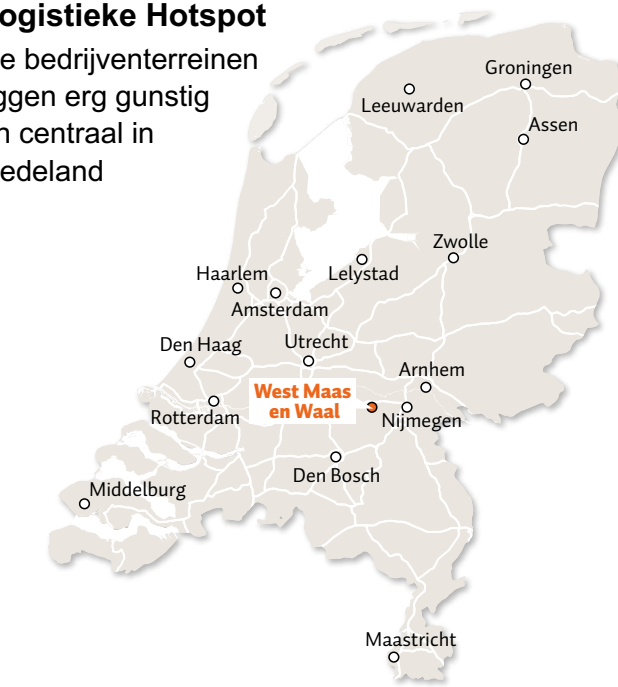 ogistieke Hotspot
e bedrijventerreinen
ggen erg gunstig
n centraal in
edeland
Groningen
Leeuwarden
Assen
Zwolle
Haarlem
Lelystad
Amsterdam
Den Haag
Utrecht
Arnhem
West Maas
en Waal
Rotterdam
Nijmegen
Den Bosch
Middelburg
Maastricht